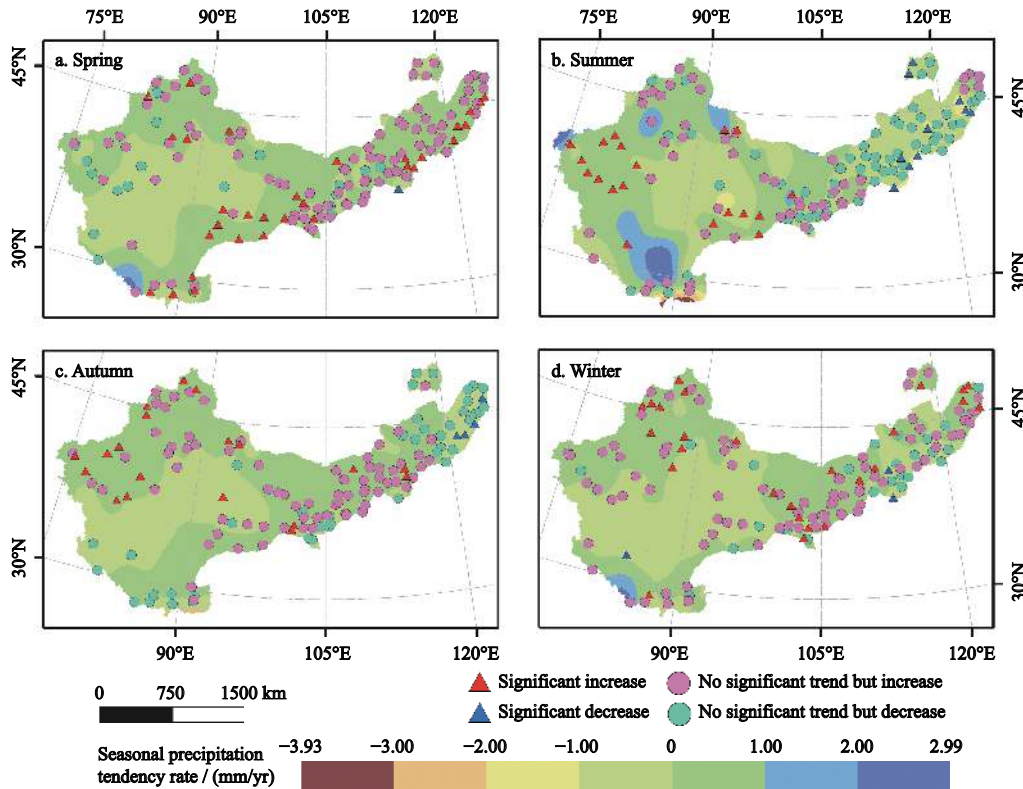 75°E 90°E 105°E 120°E 75°E 90°E 105°E 120°E
a. Spring b. Summer
45°N 45°N
30°N 30°N
c. Autumn d. Winter
45°N 45°N
30°N 30°N
90°E 105°E 120°E 90°E 105°E 120°E
0 750 1500 km
Significant increase No significant trend but increase
Significant decrease No significant trend but decrease
Seasonal precipitation
tendency rate / (mm/yr)
−3.93 −3.00 −2.00 −1.00 0 1.00 2.00 2.99